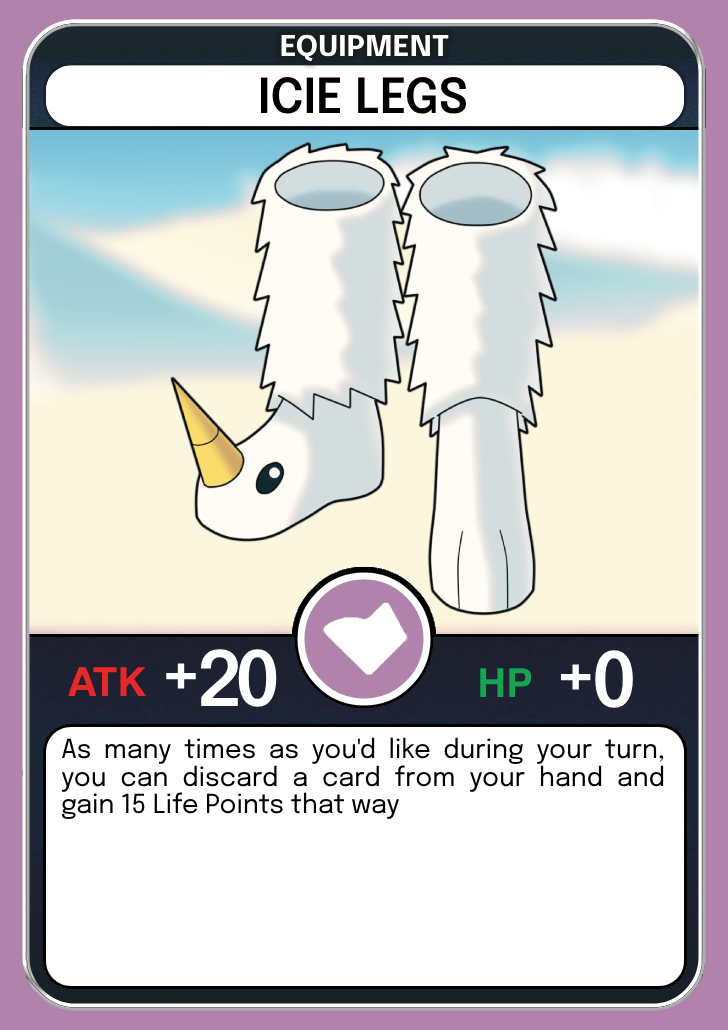 EQUIPMENT
ICIE LEGS
ATK +20 HP +0
As many times as you'd like during your turn,
you can discard a card from your hand and
gain 15 Life Points that way